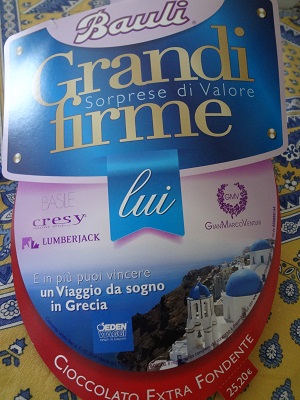 Bauli
Grandi
Sorprese di Valore
firme
lui
BASILE
cresy
LUMBERJACK
GMV
GIANMARCOVENTURI
E in più puoi vincere
un Viaggio da sogno
in Grecia
EDEN
VIAGGI
CIOCCOLATO EXTRA FONDENTE
25,20€